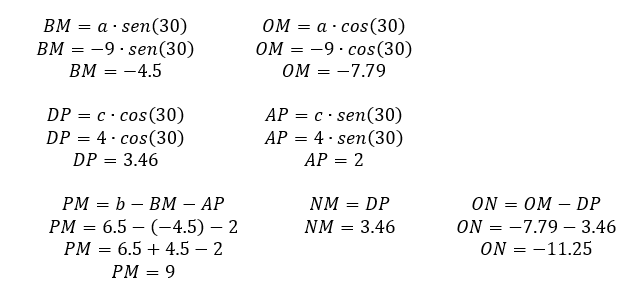 BM = a · sen(30)
BM = −9 · sen(30)
BM = −4.5
OM = a · cos(30)
OM = −9 · cos(30)
OM = −7.79
DP = c · cos(30)
DP = 4 · cos(30)
DP = 3.46
AP = c · sen(30)
AP = 4 · sen(30)
AP = 2
PM = b − BM − AP
PM = 6.5 − (−4.5) − 2
PM = 6.5 + 4.5 − 2
PM = 9
NM = DP
NM = 3.46
ON = OM − DP
ON = −7.79 − 3.46
ON = −11.25